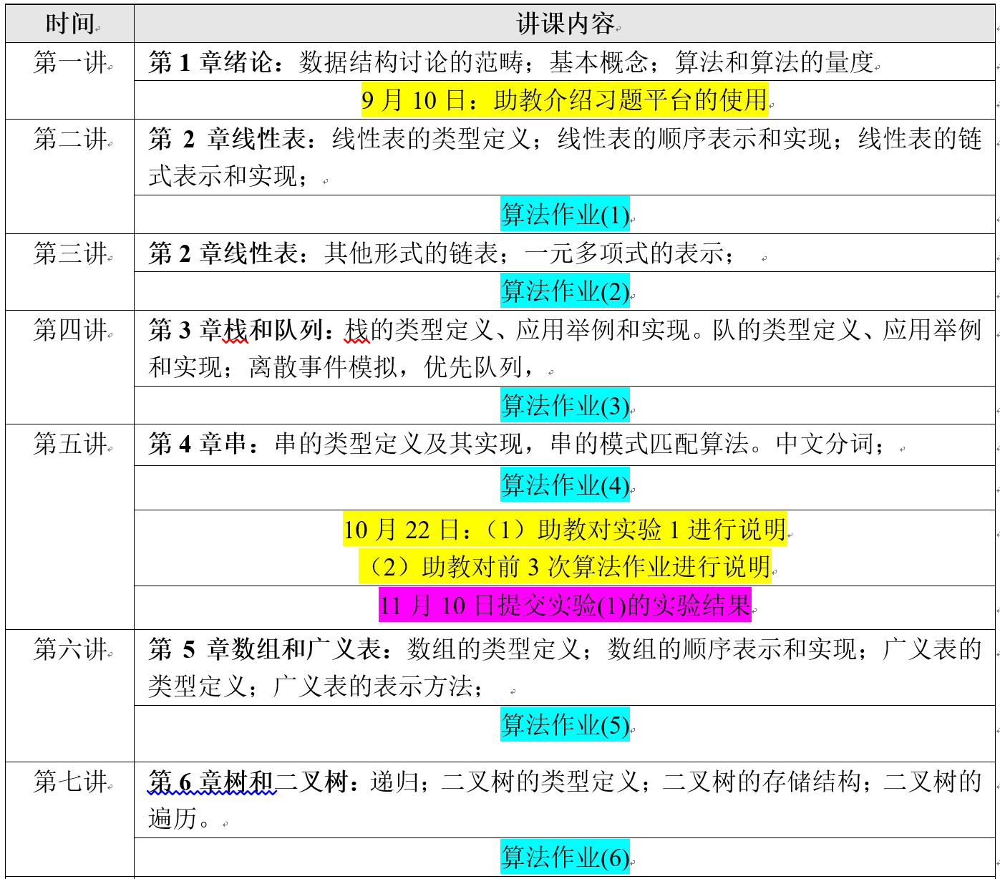 时间
讲课内容
第一讲
第 1 章绪论：数据结构讨论的范畴；基本概念；算法和算法的量度
9 月 10 日：助教介绍习题平台的使用
第二讲
第 2 章线性表：线性表的类型定义；线性表的顺序表示和实现；线性表的链
式表示和实现；
算法作业(1)
第三讲
第 2 章线性表：其他形式的链表；一元多项式的表示；
算法作业(2)
第四讲
第 3 章栈和队列：栈的类型定义、应用举例和实现。队的类型定义、应用举例
和实现；离散事件模拟，优先队列，
算法作业(3)
第五讲
第 4 章串：串的类型定义及其实现，串的模式匹配算法。中文分词；
算法作业(4)
10 月 22 日：（1）助教对实验 1 进行说明
（2）助教对前 3 次算法作业进行说明
11 月 10 日提交实验(1)的实验结果
第六讲
第 5 章数组和广义表：数组的类型定义；数组的顺序表示和实现；广义表的
类型定义；广义表的表示方法；
算法作业(5)
第七讲
第 6 章树和二叉树：递归；二叉树的类型定义；二叉树的存储结构；二叉树的
遍历。
算法作业(6)